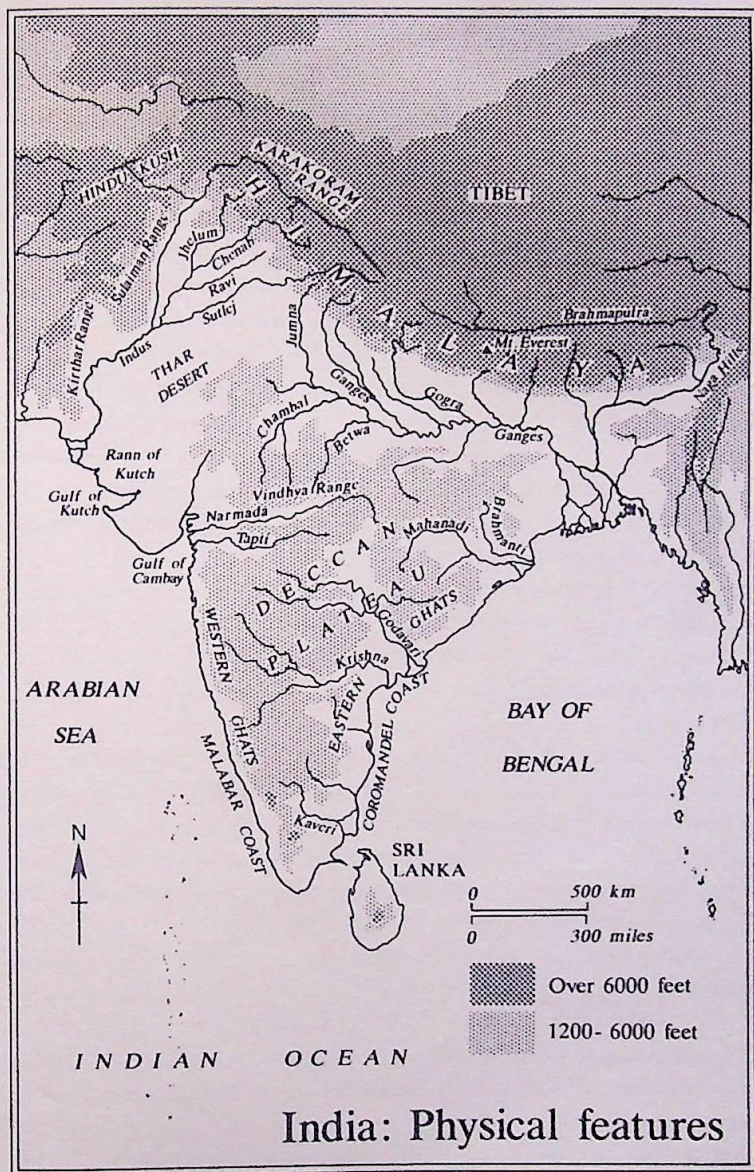 HINDU KUSH
KARAKORAM
RANGE
TIBET
HIMALAYA
Sulaiman Range
Jhelum
Chenab
Ravi
Sutlej
Kirthar Range
Indus
THAR
DESERT
Jumna
Brahmapulra
Mt. Everest
Naga Hills
Ganges
Gogra
Chambal
Betwa
Ganges
Rann of
Kutch
Gulf of
Kutch
Vindhya Range
Narmada
Tapti
Gulf of
Cambay
Mahanadi
Brahmanti
DECCAN
PLATEAU
Godavari
GHATS
EASTERN
Krishna
WESTERN
GHATS
MALABAR COAST
COROMANDEL COAST
Kaveri
ARABIAN
SEA
BAY OF
BENGAL
N
SRI
LANKA
0 500 km
0 300 miles
Over 6000 feet
1200- 6000 feet
INDIAN OCEAN
India: Physical features